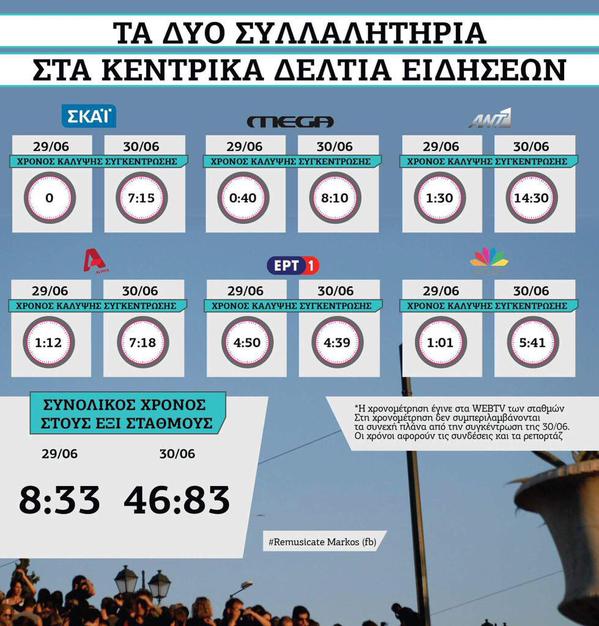 ΤΑ ΔΥΟ ΣΥΛΛΑΛΗΤΗΡΙΑ
ΣΤΑ ΚΕΝΤΡΙΚΑ ΔΕΛΤΙΑ ΕΙΔΗΣΕΩΝ
ΣΚΑΪ MEGA ANT1
29/06 30/06 29/06 30/06 29/06 30/06
ΧΡΟΝΟΣ ΚΑΛΥΨΗΣ ΣΥΓΚΕΝΤΡΩΣΗΣ ΧΡΟΝΟΣ ΚΑΛΥΨΗΣ ΣΥΓΚΕΝΤΡΩΣΗΣ ΧΡΟΝΟΣ ΚΑΛΥΨΗΣ ΣΥΓΚΕΝΤΡΩΣΗΣ
0 7:15 0:40 8:10 1:30 14:30
ΕΡΤ 1
29/06 30/06 29/06 30/06 29/06 30/06
ΧΡΟΝΟΣ ΚΑΛΥΨΗΣ ΣΥΓΚΕΝΤΡΩΣΗΣ ΧΡΟΝΟΣ ΚΑΛΥΨΗΣ ΣΥΓΚΕΝΤΡΩΣΗΣ ΧΡΟΝΟΣ ΚΑΛΥΨΗΣ ΣΥΓΚΕΝΤΡΩΣΗΣ
1:12 7:18 4:50 4:39 1:01 5:41
ΣΥΝΟΛΙΚΟΣ ΧΡΟΝΟΣ
ΣΤΟΥΣ ΕΞΙ ΣΤΑΘΜΟΥΣ
29/06 30/06
8:33 46:83
*Η χρονομέτρηση έγινε στα WEBTV των σταθμών
Στη χρονομέτρηση δεν συμπεριλαμβάνονται
τα συνεχή πλάνα από την συγκέντρωση της 30/06.
Οι χρόνοι αφορούν τις συνδέσεις και τα ρεπορτάζ
#Remusicate Markos (fb)